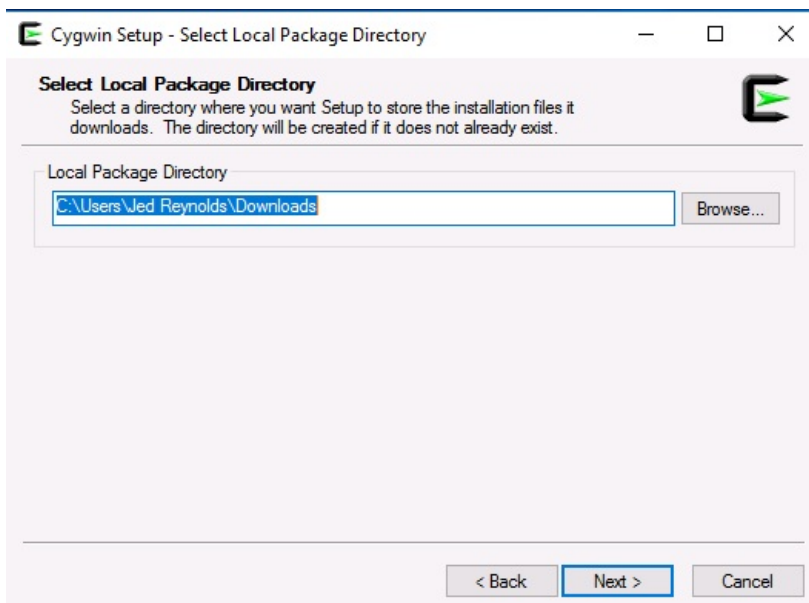 Cygwin Setup - Select Local Package Directory
Select Local Package Directory
Select a directory where you want Setup to store the installation files it
downloads. The directory will be created if it does not already exist.
Local Package Directory
C:\Users\Jed Reynolds\Downloads
Browse...
< Back
Next >
Cancel